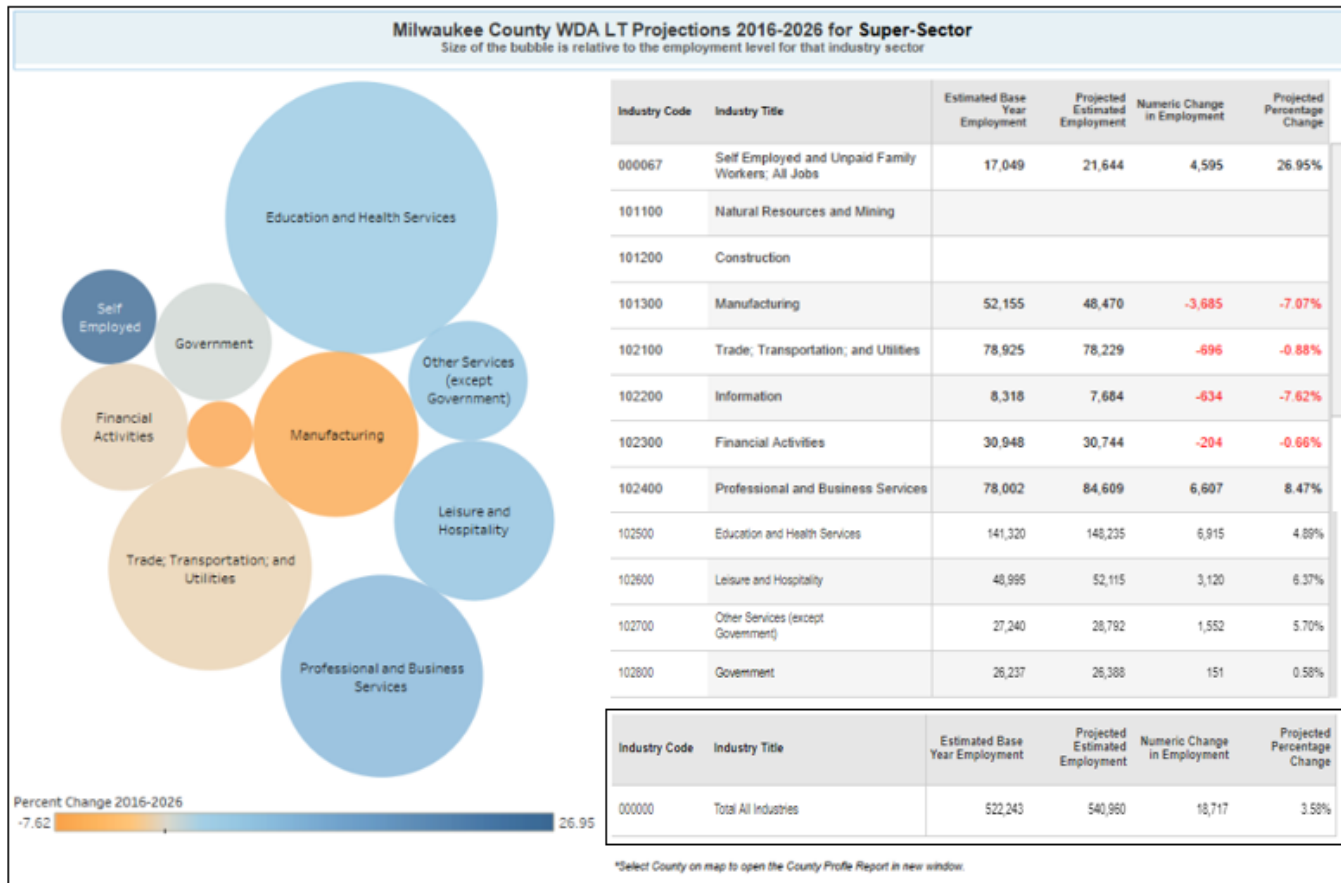 Milwaukee County WDA LT Projections 2016-2026 for Super-Sector
Size of the bubble is relative to the employment level for that industry sector
Education and Health Services
Self
Employed
Government
Other Services
(except
Government)
Financial
Activities
Manufacturing
Leisure and
Hospitality
Trade; Transportation; and
Utilities
Professional and Business
Services
Percent Change 2016-2026
-7.62 26.95
Industry Code Industry Title Estimated Base Year Employment Projected Estimated Employment Numeric Change in Employment Projected Percentage Change
000067 Self Employed and Unpaid Family Workers; All Jobs 17,049 21,644 4,595 26.95%
101100 Natural Resources and Mining
101200 Construction
101300 Manufacturing 52,155 48,470 -3,685 -7.07%
102100 Trade; Transportation; and Utilities 78,925 78,229 -696 -0.88%
102200 Information 8,318 7,684 -634 -7.62%
102300 Financial Activities 30,948 30,744 -204 -0.66%
102400 Professional and Business Services 78,002 84,609 6,607 8.47%
102500 Education and Health Services 141,320 148,235 6,915 4.89%
102600 Leisure and Hospitality 48,995 52,115 3,120 6.37%
102700 Other Services (except Government) 27,240 28,792 1,552 5.70%
102800 Government 26,237 26,388 151 0.58%
Industry Code Industry Title Estimated Base Year Employment Projected Estimated Employment Numeric Change in Employment Projected Percentage Change
000000 Total All Industries 522,243 540,960 18,717 3.58%
*Select County on map to open the County Profile Report in new window.